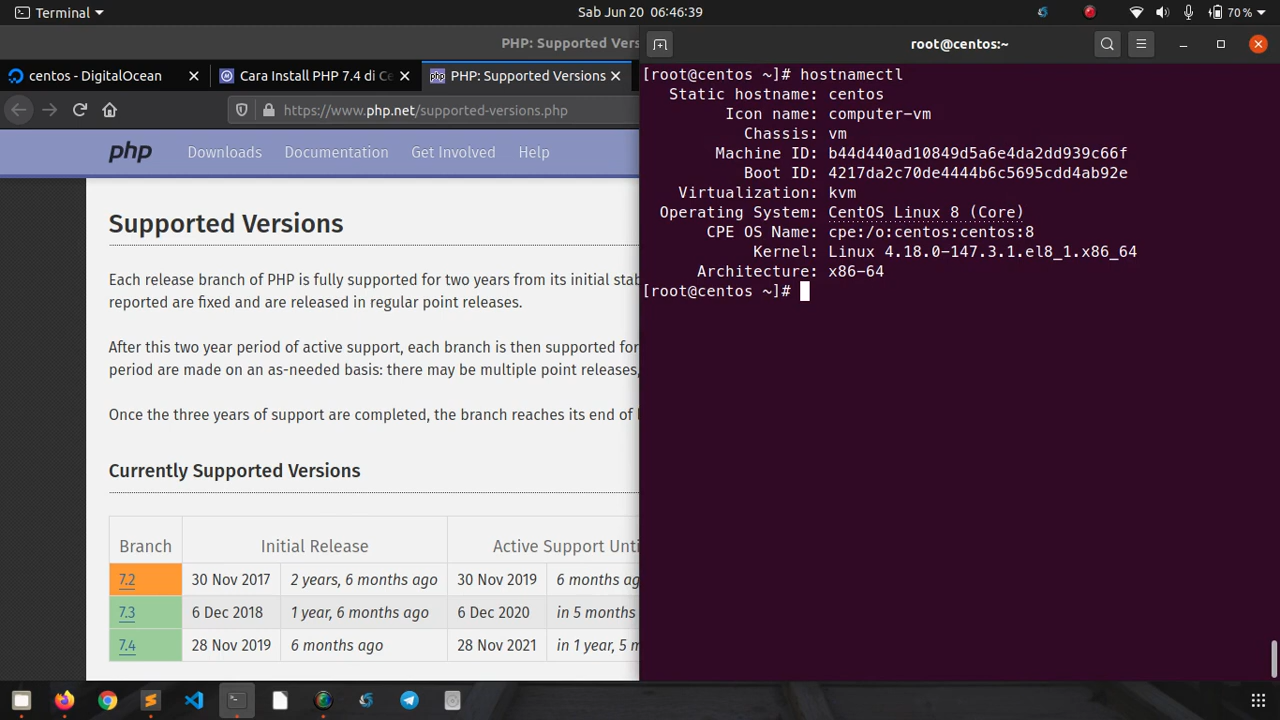 Terminal
Sab Jun 20 06:46:39
70 %
PHP: Supported Vers
centos - DigitalOcean
Cara Install PHP 7.4 di Ce
php PHP: Supported Versions
https://www.php.net/supported-versions.php
php
Downloads
Documentation
Get Involved
Help
Supported Versions
Each release branch of PHP is fully supported for two years from its initial stab
reported are fixed and are released in regular point releases.
After this two year period of active support, each branch is then supported for
period are made on an as-needed basis: there may be multiple point releases,
Once the three years of support are completed, the branch reaches its end of l
Currently Supported Versions
Branch Initial Release Active Support Unti
7.2 30 Nov 2017 2 years, 6 months ago 30 Nov 2019 6 months ag
7.3 6 Dec 2018 1 year, 6 months ago 6 Dec 2020 in 5 months
7.4 28 Nov 2019 6 months ago 28 Nov 2021 in 1 year, 5 m
root@centos:~
[root@centos ~]# hostnamectl
Static hostname: centos
Icon name: computer-vm
Chassis: vm
Machine ID: b44d440ad10849d5a6e4da2dd939c66f
Boot ID: 4217da2c70de4444b6c5695cdd4ab92e
Virtualization: kvm
Operating System: CentOS Linux 8 (Core)
CPE OS Name: cpe:/o:centos:centos:8
Kernel: Linux 4.18.0-147.3.1.el8_1.x86_64
Architecture: x86-64
[root@centos ~]#